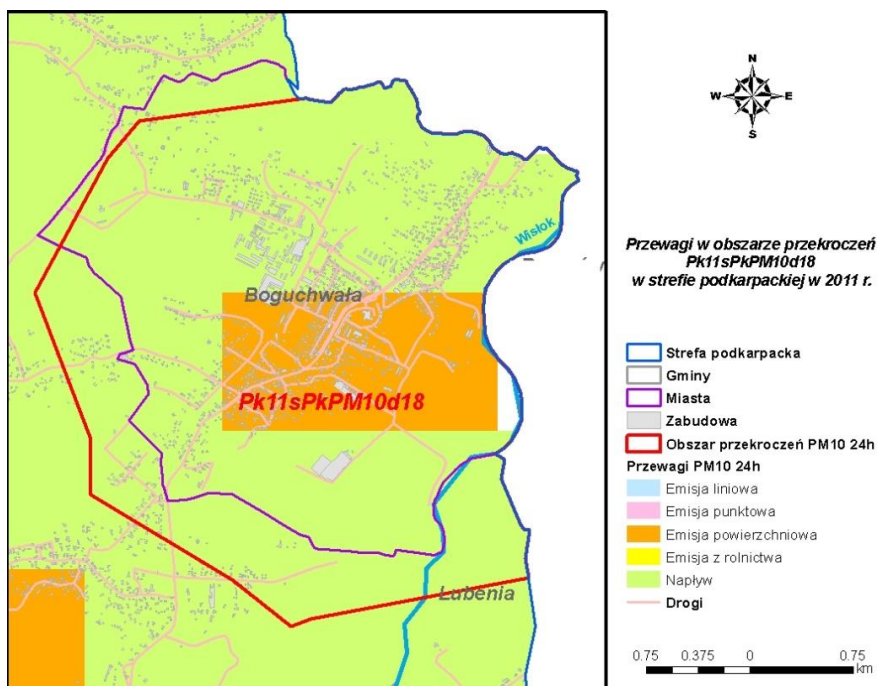 Wisłok
Boguchwała
Pk11sPkPM10d18
Łubenia
N
W
E
S
Przewagi w obszarze przekroczeń
Pk11sPkPM10d18
w strefie podkarpackiej w 2011 r.
Strefa podkarpacka
Gminy
Miasta
Zabudowa
Obszar przekroczeń PM10 24h
Przewagi PM10 24h
Emisja liniowa
Emisja punktowa
Emisja powierzchniowa
Emisja z rolnictwa
Napływ
Drogi
0.75 0.375 0 0.75
km